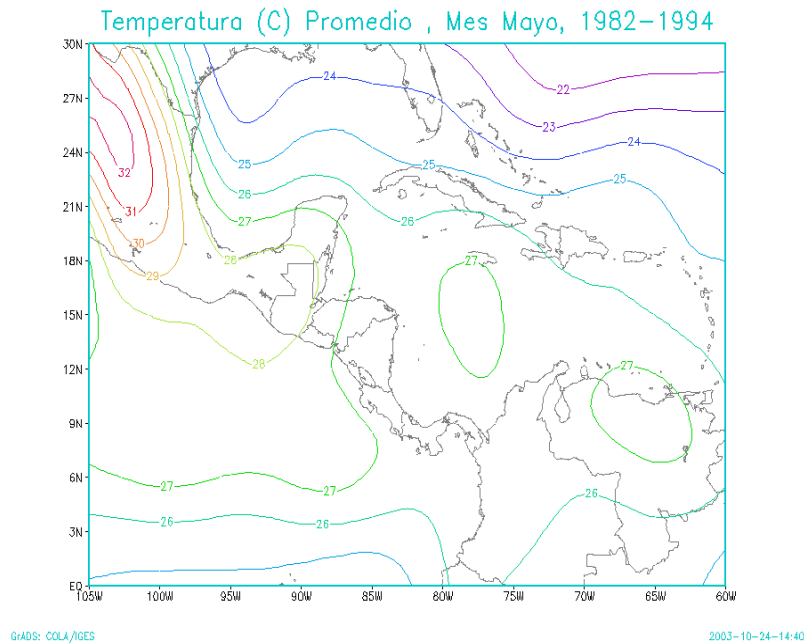 Temperatura (C) Promedio , Mes Mayo, 1982-1994
30N
27N
24N
21N
18N
15N
12N
9N
6N
3N
EQ
105W 100W 95W 90W 85W 80W 75W 70W 65W 60W
24
22
23
24
25
25
25
32
26
26
27
31
30
28
27
29
28
27
27
27
26
26
26
GrADS: COLA/IGES
2003-10-24-14:40